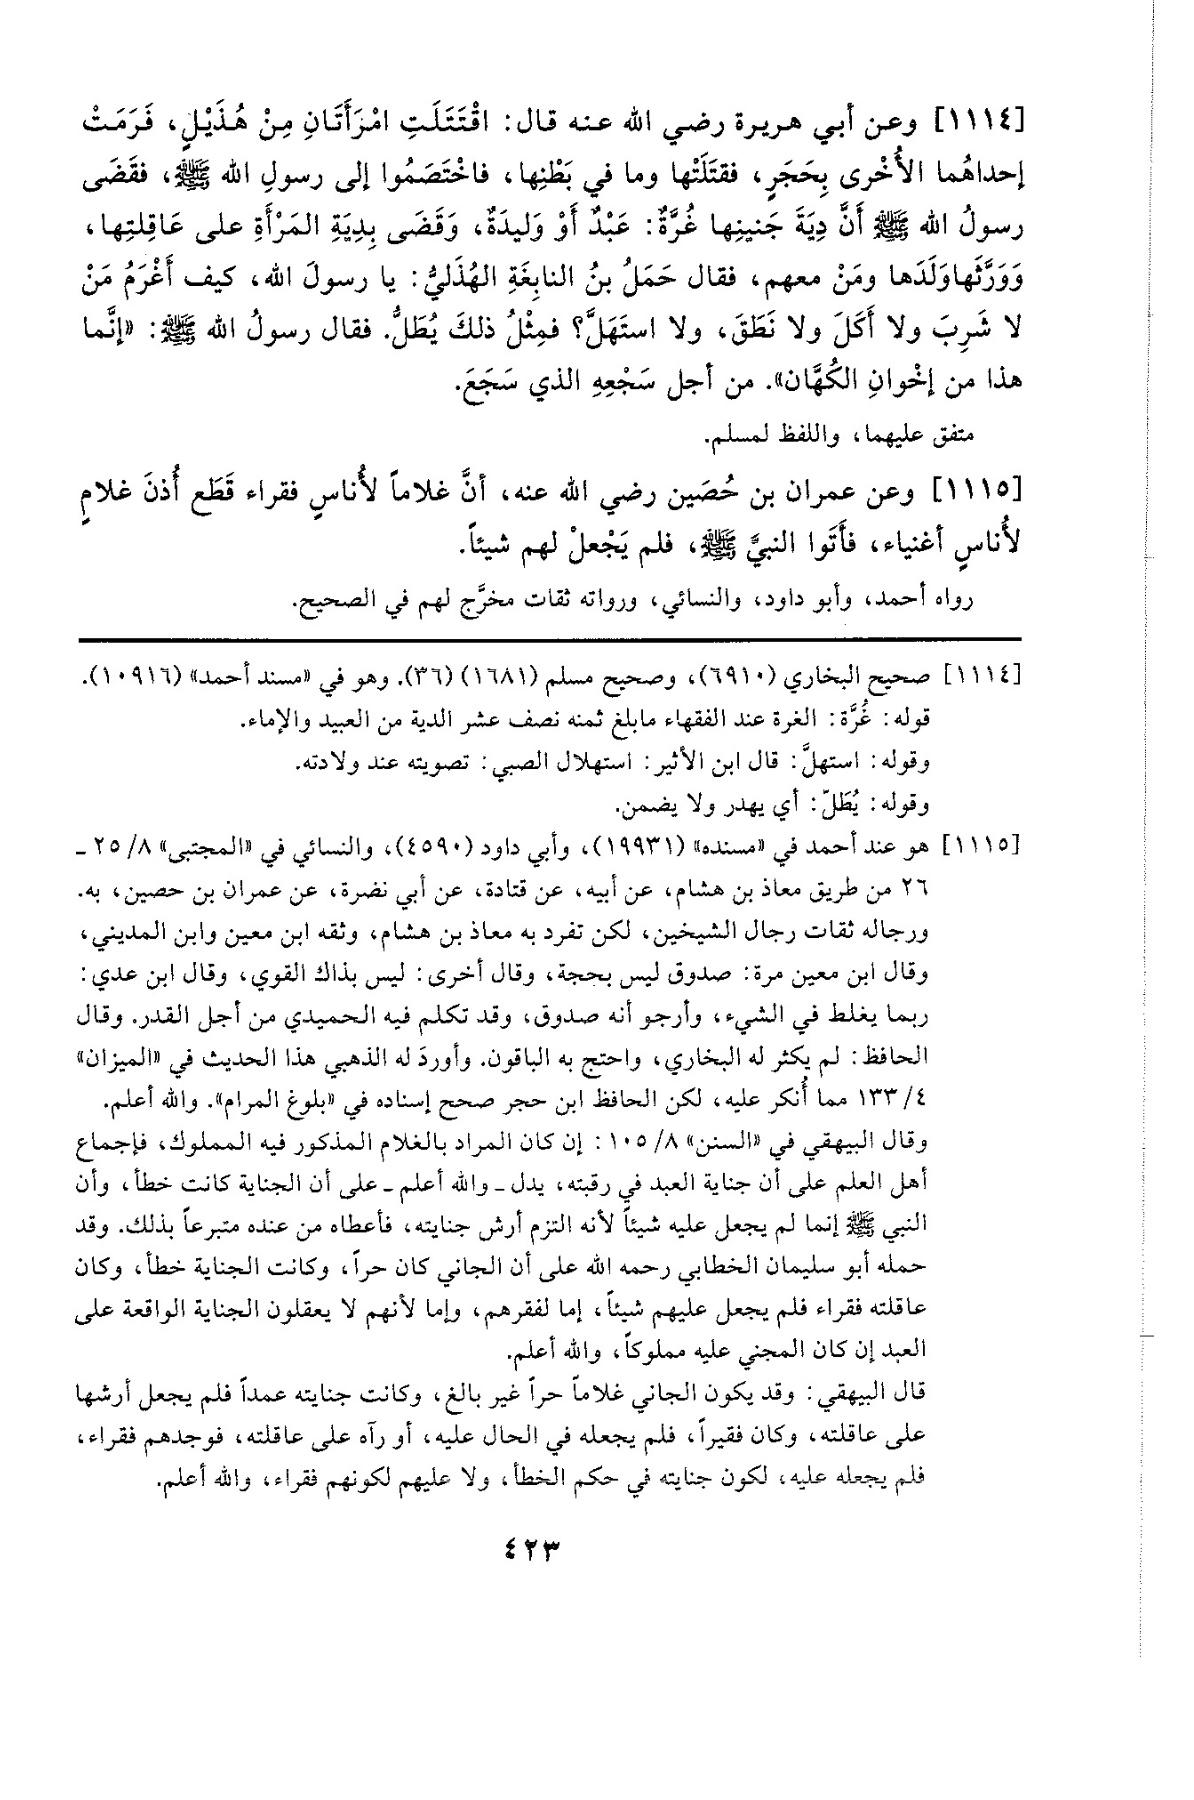 [١١١٤] وعن أبي هريرة رضي الله عنه قال: اقْتَتَلَتِ امْرَأَتَانِ مِنْ هُذَيْلٍ، فَرَمَتْ
إحداهُما الأُخْرى بِحَجَرٍ، فقتَلَتْها وما في بَطْنِها، فاخْتَصَمُوا إلى رسولِ الله ﷺ، فقَضَى
رسولُ الله ﷺ أَنَّ دِيَةَ جَنينِها غُرَّةٌ: عَبْدٌ أَوْ وَليدَةٌ، وَقَضَى بِدِيَةِ المَرْأَةِ على عَاقِلتِها،
وَوَرَّثَهاوَلَدَها ومَنْ معهم، فقال حَمَلُ بنُ النابِغَةِ الهُذَليُّ: يا رسولَ الله، كيف أَغْرَمُ مَنْ
لا شَرِبَ ولا أَكَلَ ولا نَطَقَ، ولا استَهَلَّ؟ فمِثْلُ ذلكَ يُطَلُّ. فقال رسولُ الله ﷺ: «إنَّما
هذا من إخْوانِ الكُهَّان». من أجل سَجْعِهِ الذي سَجَعَ.
متفق عليهما، واللفظ لمسلم.
[١١١٥] وعن عمران بن حُصَين رضي الله عنه، أنَّ غلاماً لأُناسٍ فقراء قَطَع أُذنَ غلامٍ
لأُناسٍ أغنياء، فأَتَوا النبيَّ ﷺ، فلم يَجْعلْ لهم شيئاً.
رواه أحمد، وأبو داود، والنسائي، ورواته ثقات مخرَّج لهم في الصحيح.
[١١١٤] صحيح البخاري (٦٩١٠)، وصحيح مسلم (١٦٨١) (٣٦). وهو في «مسند أحمد» (١٠٩١٦).
قوله: غُرَّة: الغرة عند الفقهاء مابلغ ثمنه نصف عشر الدية من العبيد والإماء.
وقوله: استهلَّ: قال ابن الأثير: استهلال الصبي: تصويته عند ولادته.
وقوله: يُطَلّ: أي يهدر ولا يضمن.
[١١١٥] هو عند أحمد في «مسنده» (١٩٩٣١)، وأبي داود (٤٥٩٠)، والنسائي في «المجتبى» ٨/ ٢٥ ـ
٢٦ من طريق معاذ بن هشام، عن أبيه، عن قتادة، عن أبي نضرة، عن عمران بن حصين، به.
ورجاله ثقات رجال الشيخين، لكن تفرد به معاذ بن هشام، وثقه ابن معين وابن المديني،
وقال ابن معين مرة: صدوق ليس بحجة، وقال أخرى: ليس بذاك القوي، وقال ابن عدي:
ربما يغلط في الشيء، وأرجو أنه صدوق، وقد تكلم فيه الحميدي من أجل القدر. وقال
الحافظ: لم يكثر له البخاري، واحتج به الباقون. وأوردَ له الذهبي هذا الحديث في «الميزان»
٤/ ١٣٣ مما أُنكر عليه، لكن الحافظ ابن حجر صحح إسناده في «بلوغ المرام». والله أعلم.
وقال البيهقي في «السنن» ٨/ ١٠٥: إن كان المراد بالغلام المذكور فيه المملوك، فإجماع
أهل العلم على أن جناية العبد في رقبته، يدل ـ والله أعلم ـ على أن الجناية كانت خطأ، وأن
النبي ﷺ إنما لم يجعل عليه شيئاً لأنه التزم أرش جنايته، فأعطاه من عنده متبرعاً بذلك. وقد
حمله أبو سليمان الخطابي رحمه الله على أن الجاني كان حراً، وكانت الجناية خطأ، وكان
عاقلته فقراء فلم يجعل عليهم شيئاً، إما لفقرهم، وإما لأنهم لا يعقلون الجناية الواقعة على
العبد إن كان المجني عليه مملوكاً، والله أعلم.
قال البيهقي: وقد يكون الجاني غلاماً حراً غير بالغ، وكانت جنايته عمداً فلم يجعل أرشها
على عاقلته، وكان فقيراً، فلم يجعله في الحال عليه، أو رآه على عاقلته، فوجدهم فقراء،
فلم يجعله عليه، لكون جنايته في حكم الخطأ، ولا عليهم لكونهم فقراء، والله أعلم.
٤٢٣